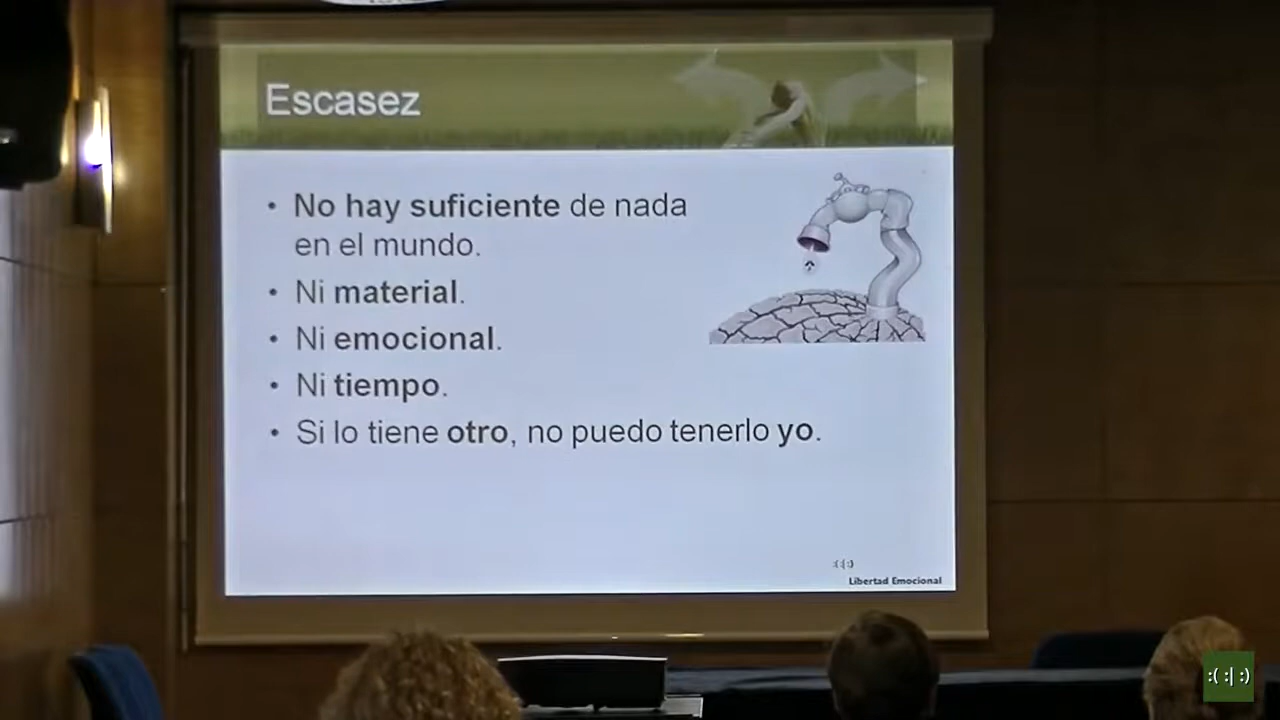 Escasez
• No hay suficiente de nada
en el mundo.
• Ni material.
• Ni emocional.
• Ni tiempo.
• Si lo tiene otro, no puedo tenerlo yo.
:(:|:)
Libertad Emocional
:( :| :)